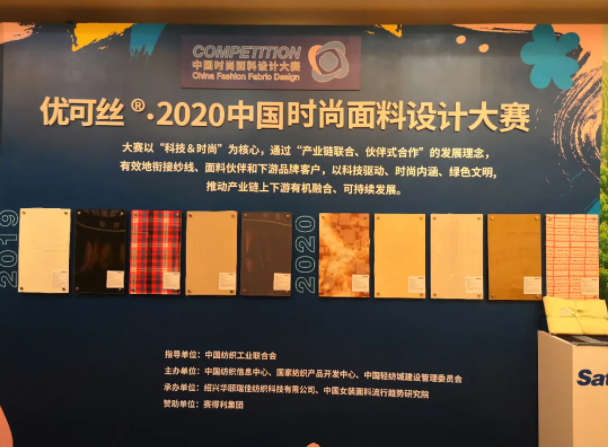 COMPETITION
中国时尚面料设计大赛
China Fashion Fabric Design
优可丝®·2020中国时尚面料设计大赛
大赛以“科技&时尚”为核心，通过“产业链联合、伙伴式合作”的发展理念，
有效地衔接纱线、面料伙伴和下游品牌客户，以科技驱动、时尚内涵、绿色文明，
推动产业链上下游有机融合、可持续发展。
2019
2020
指导单位：中国纺织工业联合会
主办单位：中国纺织信息中心、国家纺织产品开发中心、中国轻纺城建设管理委员会
承办单位：绍兴华颐瑞佳纺织科技有限公司、中国女装面料流行趋势研究院
赞助单位：赛得利集团
Sat